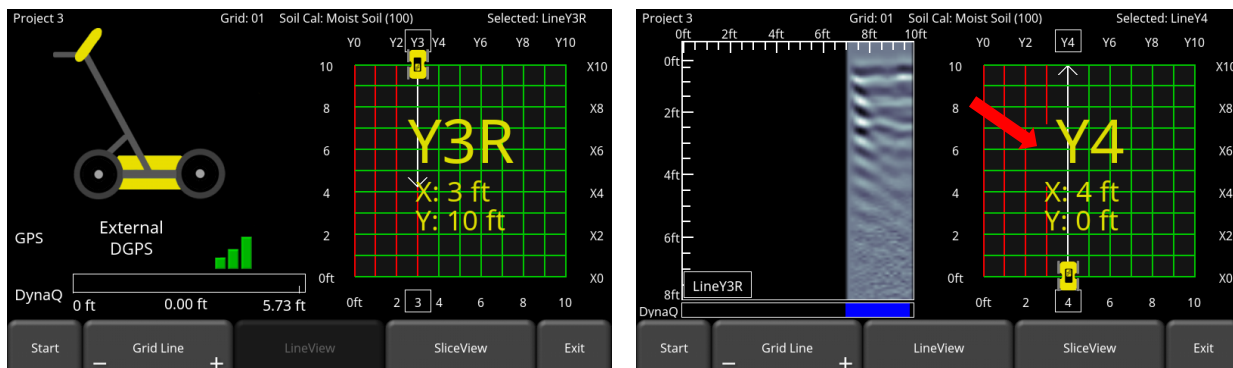 Project 3 Grid: 01 Soil Cal: Moist Soil (100) Selected: LineY3R
Y0 Y2 Y3 Y4 Y6 Y8 Y10
10 X10
8 X8
Y3R
6 X6
X: 3 ft
4 X4
Y: 10 ft
External
DGPS
GPS
2 X2
0ft X0
DynaQ
0 ft 0.00 ft 5.73 ft
0ft 2 3 4 6 8 10
Start Grid Line LineView SliceView Exit
− +
Project 3 Grid: 01 Soil Cal: Moist Soil (100) Selected: LineY4
0ft 2ft 4ft 6ft 8ft 10ft
0ft
2ft
4ft
6ft
8ft
LineY3R
DynaQ
Y0 Y2 Y4 Y6 Y8 Y10
10 X10
8 X8
Y4
6 X6
X: 4 ft
4 X4
Y: 0 ft
2 X2
0ft X0
0ft 2 4 6 8 10
Start Grid Line LineView SliceView Exit
− +